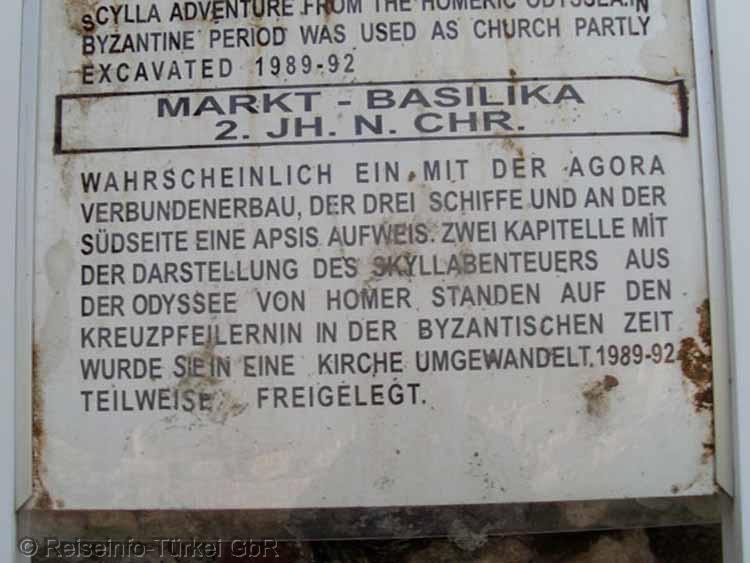 SCYLLA ADVENTURE FROM THE HOMERIC ODYSSEA.IN
BYZANTINE PERIOD WAS USED AS CHURCH PARTLY
EXCAVATED 1989-92
MARKT - BASILIKA
2. JH. N. CHR.
WAHRSCHEINLICH EIN MIT DER AGORA
VERBUNDENERBAU, DER DREI SCHIFFE UND AN DER
SÜDSEITE EINE APSIS AUFWEIS. ZWEI KAPITELLE MIT
DER DARSTELLUNG DES SKYLLABENTEUERS AUS
DER ODYSSEE VON HOMER STANDEN AUF DEN
KREUZPFEILERNIN IN DER BYZANTISCHEN ZEIT
WURDE SIEIN EINE KIRCHE UMGEWANDELT.1989-92
TEILWEISE FREIGELEGT.
© Reiseinfo-Türkei GbR